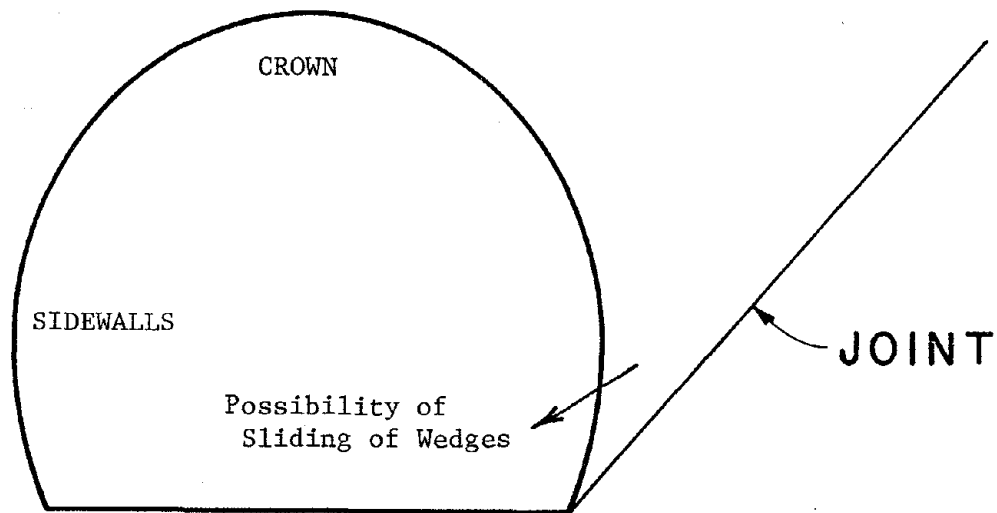 CROWN
SIDEWALLS
JOINT
Possibility of
Sliding of Wedges